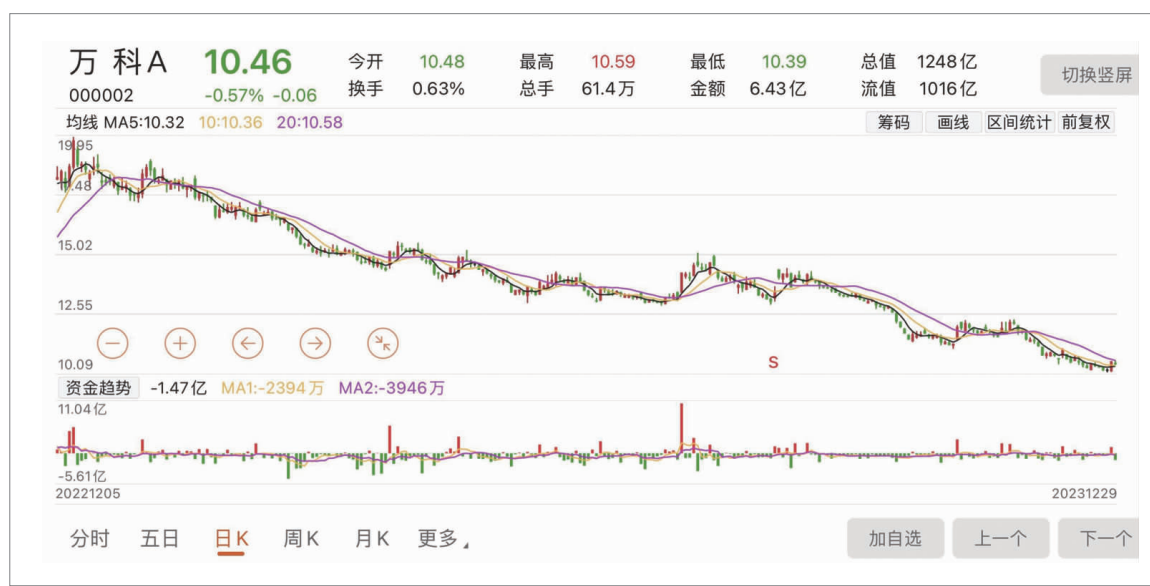 万 科A 10.46 今开 10.48 最高 10.59 最低 10.39 总值 1248亿 切换竖屏
000002 -0.57% -0.06 换手 0.63% 总手 61.4万 金额 6.43亿 流值 1016亿
均线 MA5:10.32 10:10.36 20:10.58 筹码 画线 区间统计 前复权
19.95
.48
15.02
12.55
10.09
S
资金趋势 -1.47亿 MA1:-2394万 MA2:-3946万
11.04亿
-5.61亿
20221205 20231229
分时 五日 日K 周K 月K 更多 加自选 上一个 下一个